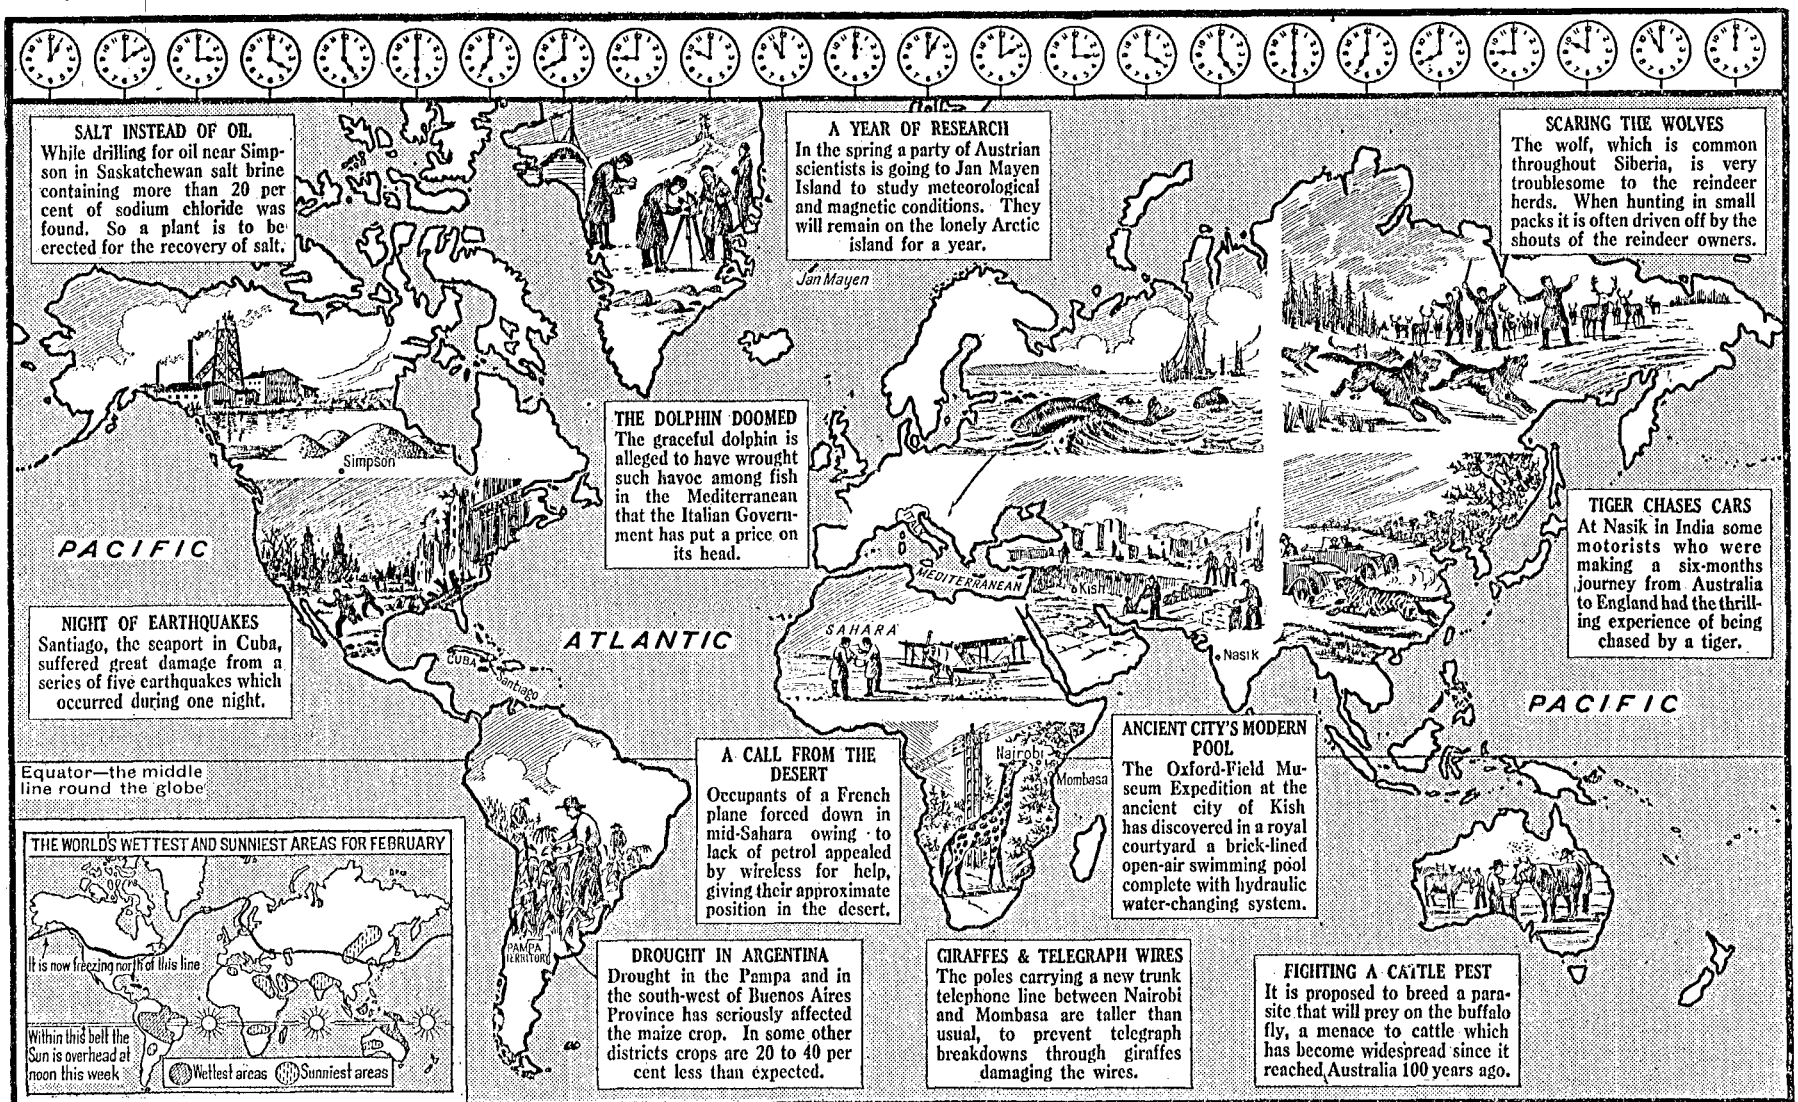 SALT INSTEAD OF OIL
While drilling for oil near Simp-
son in Saskatchewan salt brine
containing more than 20 per
cent of sodium chloride was
found. So a plant is to be
erected for the recovery of salt.
A YEAR OF RESEARCH
In the spring a party of Austrian
scientists is going to Jan Mayen
Island to study meteorological
and magnetic conditions. They
will remain on the lonely Arctic
island for a year.
SCARING THE WOLVES
The wolf, which is common
throughout Siberia, is very
troublesome to the reindeer
herds. When hunting in small
packs it is often driven off by the
shouts of the reindeer owners.
Jan Mayen
THE DOLPHIN DOOMED
The graceful dolphin is
alleged to have wrought
such havoc among fish
in the Mediterranean
that the Italian Govern-
ment has put a price on
its head.
Simpson
TIGER CHASES CARS
At Nasik in India some
motorists who were
making a six-months
journey from Australia
to England had the thrill-
ing experience of being
chased by a tiger.
PACIFIC
MEDITERRANEAN
Kish
NIGHT OF EARTHQUAKES
Santiago, the seaport in Cuba,
suffered great damage from a
series of five earthquakes which
occurred during one night.
ATLANTIC
SAHARA
CUBA
Santiago
Nasik
PACIFIC
Equator—the middle
line round the globe
A CALL FROM THE
DESERT
Occupants of a French
plane forced down in
mid-Sahara owing to
lack of petrol appealed
by wireless for help,
giving their approximate
position in the desert.
Nairobi
Mombasa
ANCIENT CITY'S MODERN
POOL
The Oxford-Field Mu-
seum Expedition at the
ancient city of Kish
has discovered in a royal
courtyard a brick-lined
open-air swimming pool
complete with hydraulic
water-changing system.
THE WORLD'S WETTEST AND SUNNIEST AREAS FOR FEBRUARY
It is now freezing north of this line
Within this belt the
Sun is overhead at
noon this week
Wettest areas
Sunniest areas
PAMPA
TERRITORY
DROUGHT IN ARGENTINA
Drought in the Pampa and in
the south-west of Buenos Aires
Province has seriously affected
the maize crop. In some other
districts crops are 20 to 40 per
cent less than expected.
GIRAFFES & TELEGRAPH WIRES
The poles carrying a new trunk
telephone line between Nairobi
and Mombasa are taller than
usual, to prevent telegraph
breakdowns through giraffes
damaging the wires.
FIGHTING A CATTLE PEST
It is proposed to breed a para-
site that will prey on the buffalo
fly, a menace to cattle which
has become widespread since it
reached Australia 100 years ago.